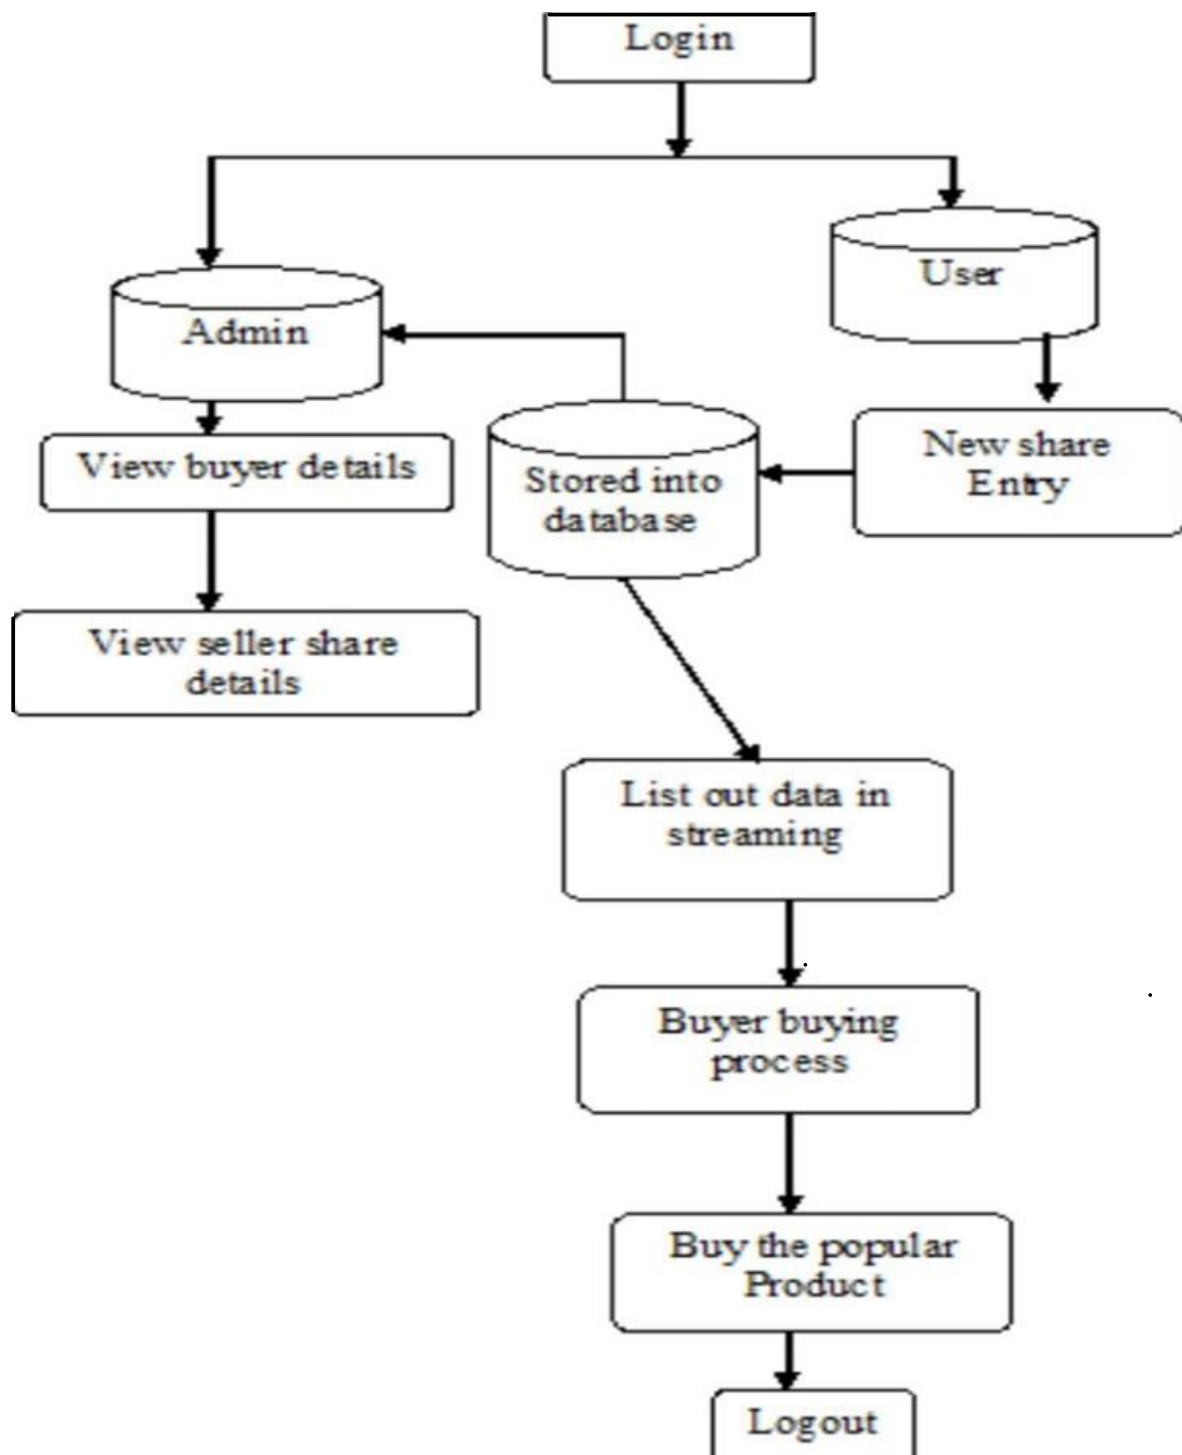 Login
User
Admin
New share
Entry
View buyer details
Stored into
database
View seller share
details
List out data in
streaming
Buyer buying
process
Buy the popular
Product
Logout